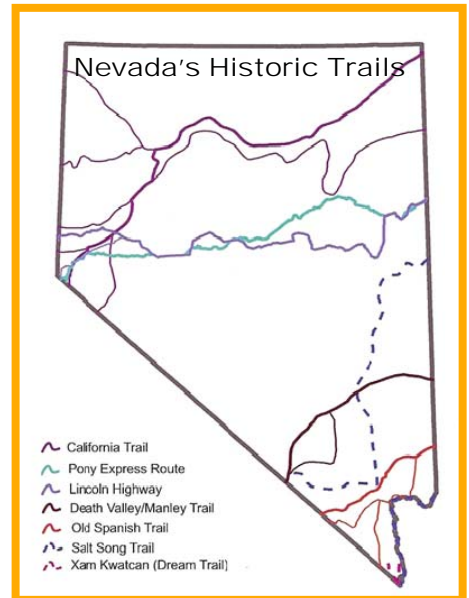 Nevada's Historic Trails
California Trail
Pony Express Route
Lincoln Highway
Death Valley/Manley Trail
Old Spanish Trail
Salt Song Trail
Xam Kwatcan (Dream Trail)